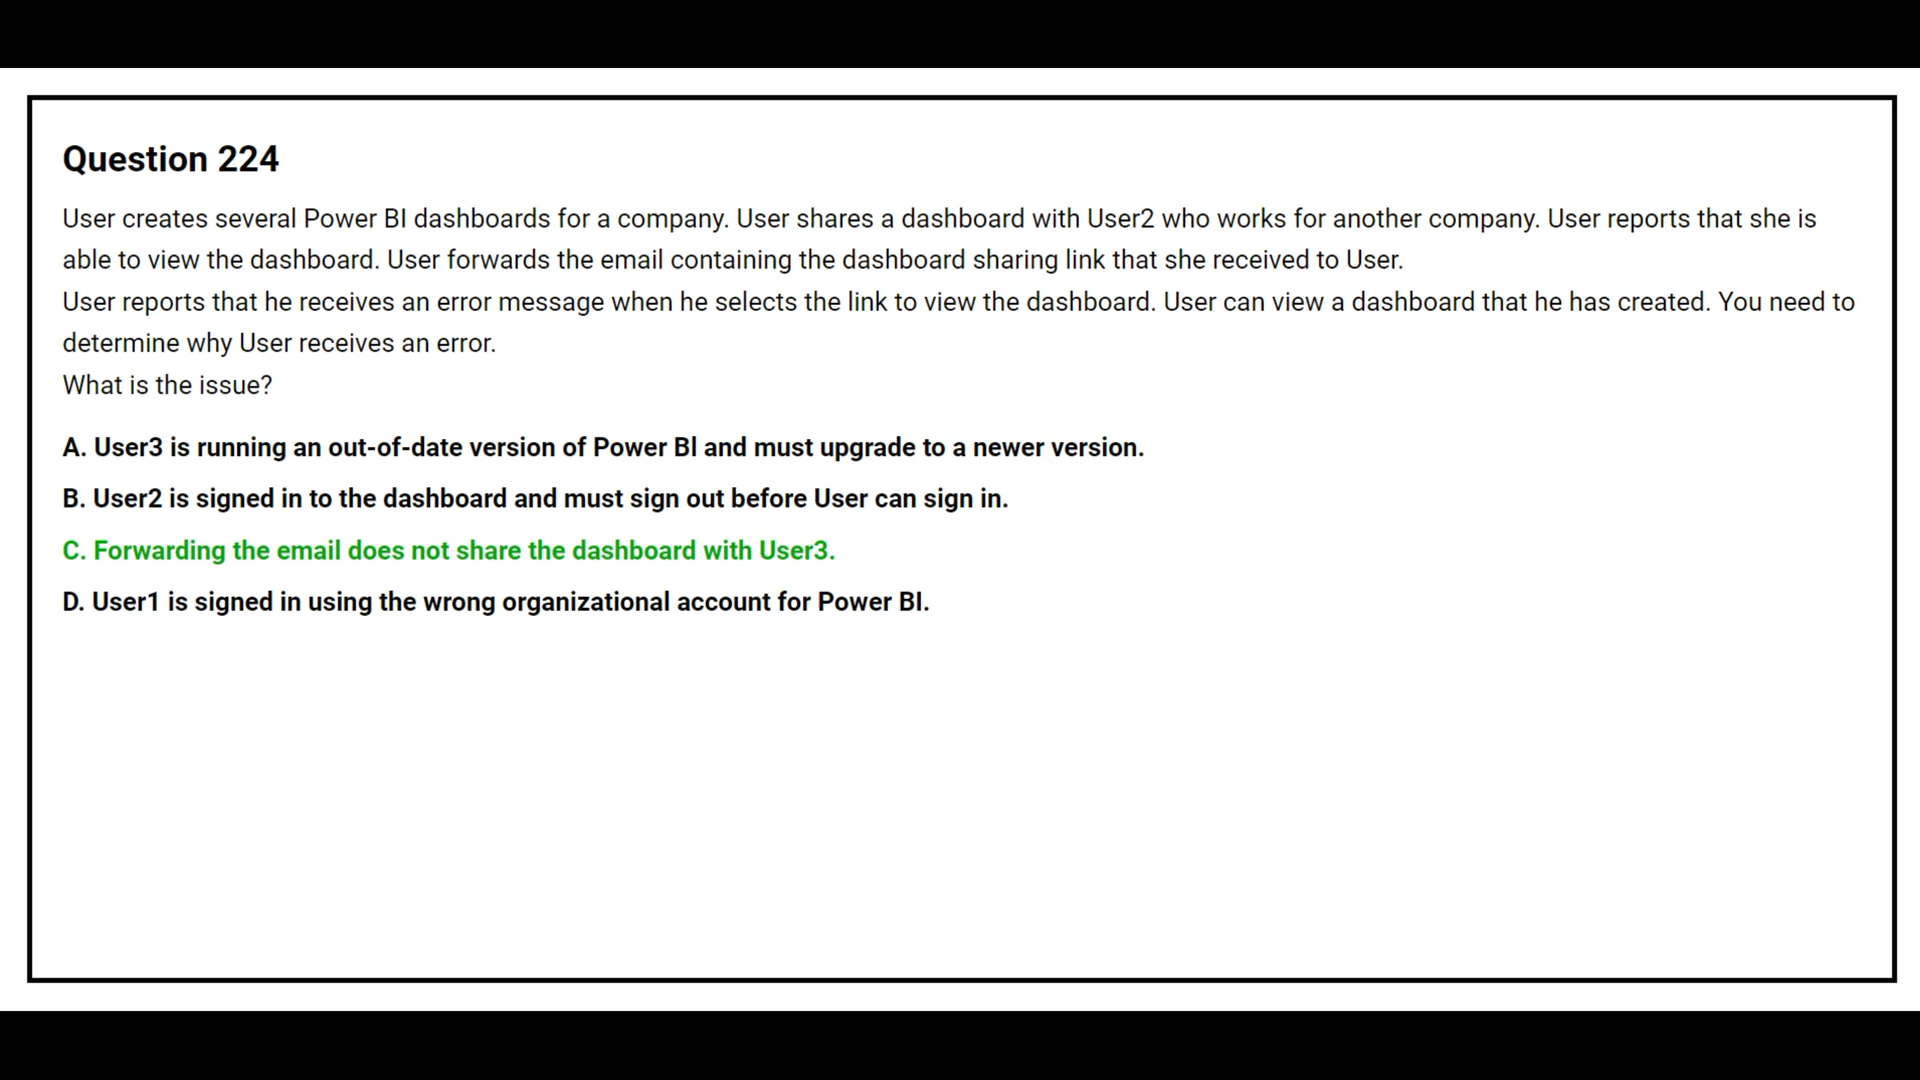 Question 224
User creates several Power BI dashboards for a company. User shares a dashboard with User2 who works for another company. User reports that she is
able to view the dashboard. User forwards the email containing the dashboard sharing link that she received to User.
User reports that he receives an error message when he selects the link to view the dashboard. User can view a dashboard that he has created. You need to
determine why User receives an error.
What is the issue?
A. User3 is running an out-of-date version of Power Bl and must upgrade to a newer version.
B. User2 is signed in to the dashboard and must sign out before User can sign in.
C. Forwarding the email does not share the dashboard with User3.
D. User1 is signed in using the wrong organizational account for Power BI.